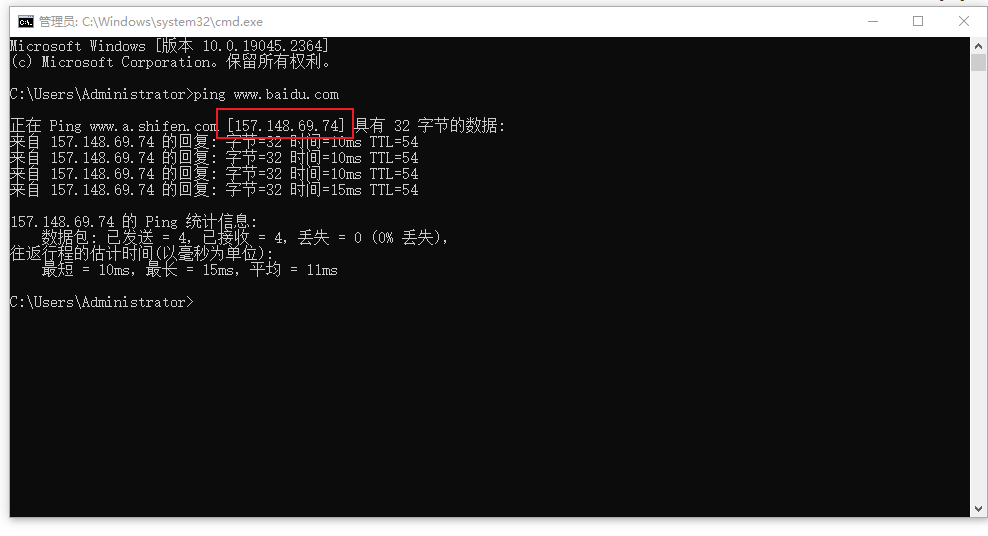 管理员: C:\Windows\system32\cmd.exe
Microsoft Windows [版本 10.0.19045.2364]
(c) Microsoft Corporation。保留所有权利。
C:\Users\Administrator>ping www.baidu.com
正在 Ping www.a.shifen.com [157.148.69.74] 具有 32 字节的数据:
来自 157.148.69.74 的回复: 字节=32 时间=10ms TTL=54
来自 157.148.69.74 的回复: 字节=32 时间=10ms TTL=54
来自 157.148.69.74 的回复: 字节=32 时间=10ms TTL=54
来自 157.148.69.74 的回复: 字节=32 时间=15ms TTL=54
157.148.69.74 的 Ping 统计信息:
数据包: 已发送 = 4，已接收 = 4，丢失 = 0 (0% 丢失)，
往返行程的估计时间(以毫秒为单位):
最短 = 10ms，最长 = 15ms，平均 = 11ms
C:\Users\Administrator>